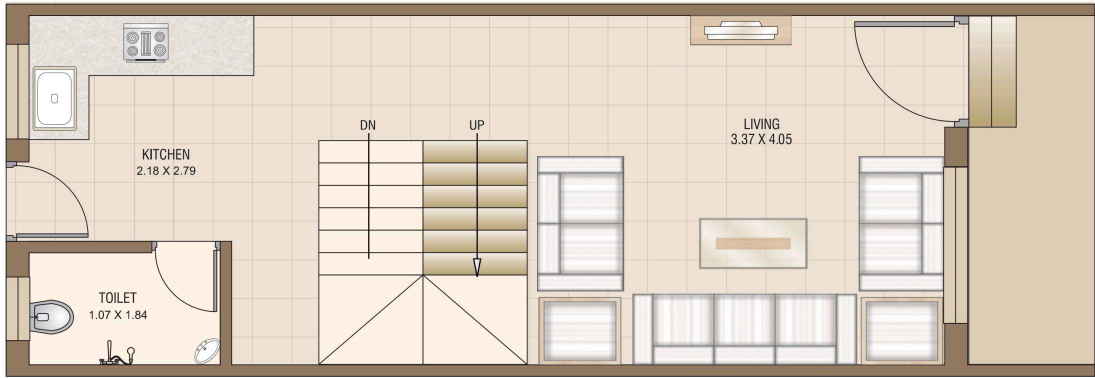 KITCHEN
2.18 X 2.79
DN
UP
LIVING
3.37 X 4.05
TOILET
1.07 X 1.84